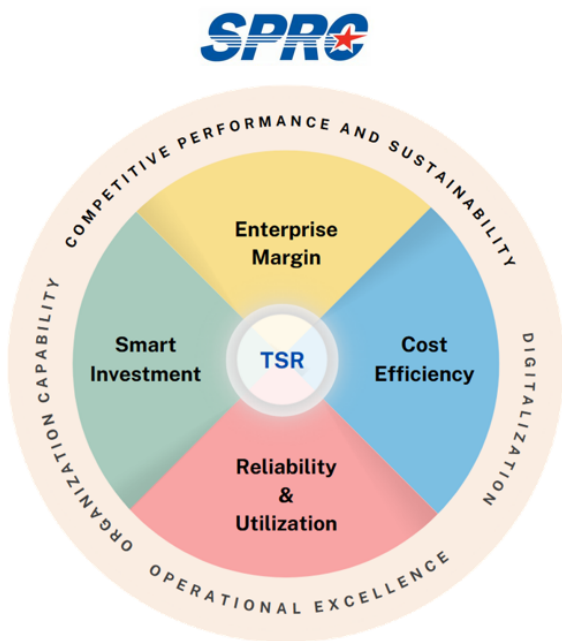 SPRC
COMPETITIVE PERFORMANCE AND SUSTAINABILITY
Enterprise
Margin
Smart
Investment
TSR
Cost
Efficiency
Reliability
&
Utilization
ORGANIZATION CAPABILITY
DIGITALIZATION
OPERATIONAL EXCELLENCE